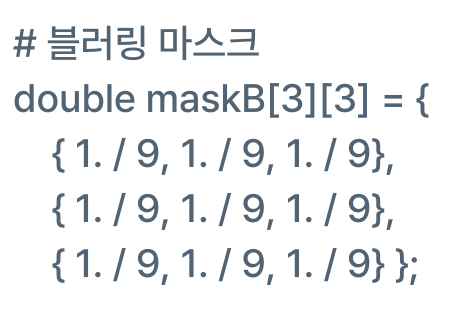 # 블러링 마스크
double maskB[3][3] = {
{ 1. / 9, 1. / 9, 1. / 9},
{ 1. / 9, 1. / 9, 1. / 9},
{ 1. / 9, 1. / 9, 1. / 9} };